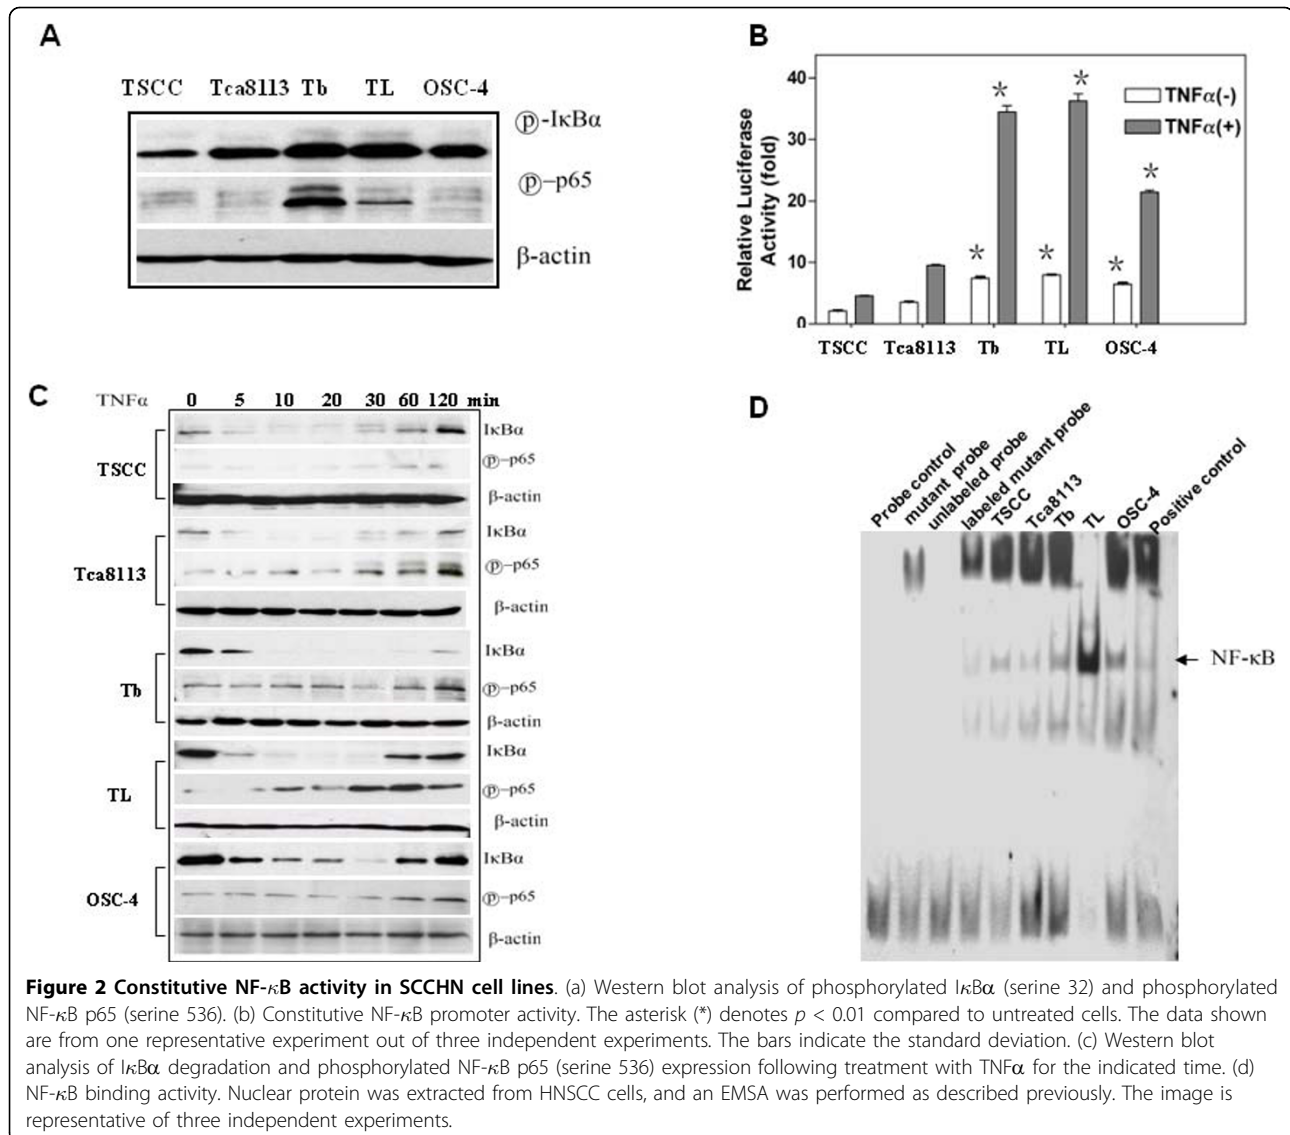 A
TSCC Tca8113 Tb TL OSC-4
ⓟ-IκBα
ⓟ-p65
β-actin
B
Relative Luciferase
Activity (fold)
40
30
20
10
0
* * * * * *
TNFα(-)
TNFα(+)
TSCC Tca8113 Tb TL OSC-4
C
TNFα 0 5 10 20 30 60 120 min
TSCC
IκBα
ⓟ-p65
β-actin
Tca8113
IκBα
ⓟ-p65
β-actin
Tb
IκBα
ⓟ-p65
β-actin
TL
IκBα
ⓟ-p65
β-actin
OSC-4
IκBα
ⓟ-p65
β-actin
D
Probe control
mutant probe
unlabeled probe
labeled mutant probe
TSCC
Tca8113
Tb
TL
OSC-4
Positive control
NF-κB
Figure 2 Constitutive NF-κB activity in SCCHN cell lines. (a) Western blot analysis of phosphorylated IκBα (serine 32) and phosphorylated
NF-κB p65 (serine 536). (b) Constitutive NF-κB promoter activity. The asterisk (*) denotes p < 0.01 compared to untreated cells. The data shown
are from one representative experiment out of three independent experiments. The bars indicate the standard deviation. (c) Western blot
analysis of IκBα degradation and phosphorylated NF-κB p65 (serine 536) expression following treatment with TNFα for the indicated time. (d)
NF-κB binding activity. Nuclear protein was extracted from HNSCC cells, and an EMSA was performed as described previously. The image is
representative of three independent experiments.